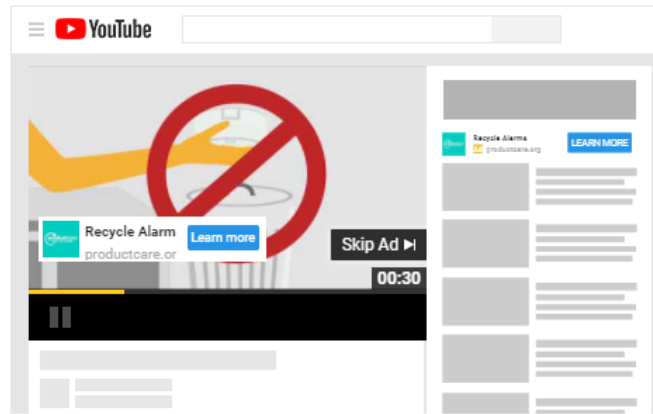 YouTube
Recycle Alarms
productcare.org
LEARN MORE
Recycle Alarm
productcare.or
Learn more
Skip Ad
00:30